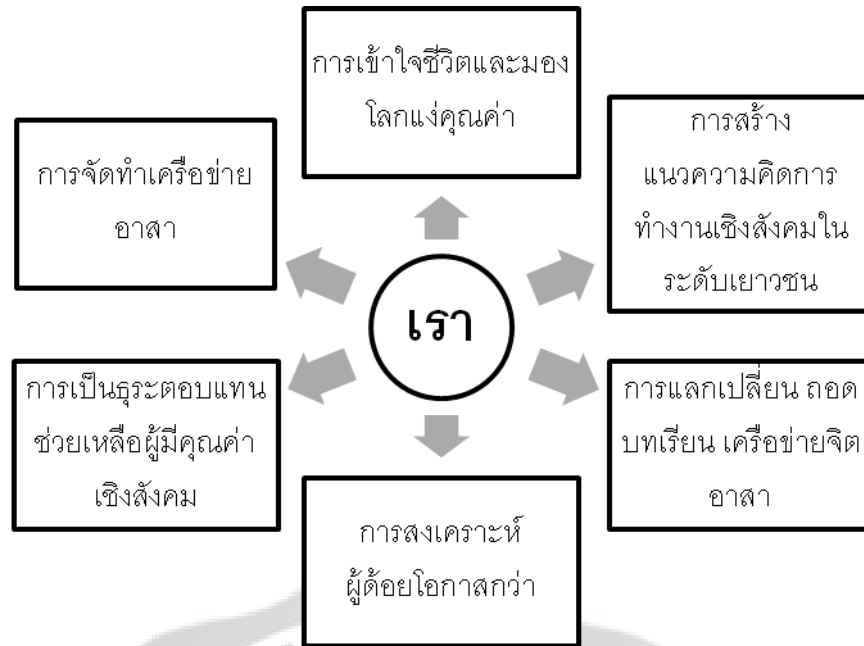 การเข้าใจชีวิตและมอง
โลกแง่คุณค่า
การสร้าง
แนวความคิดการ
ทำงานเชิงสังคมใน
ระดับเยาวชน
การจัดทำเครือข่าย
อาสา
เรา
การเป็นธุระตอบแทน
ช่วยเหลือผู้มีคุณค่า
เชิงสังคม
การแลกเปลี่ยน ถอด
บทเรียน เครือข่ายจิต
อาสา
การสงเคราะห์
ผู้ด้อยโอกาสกว่า